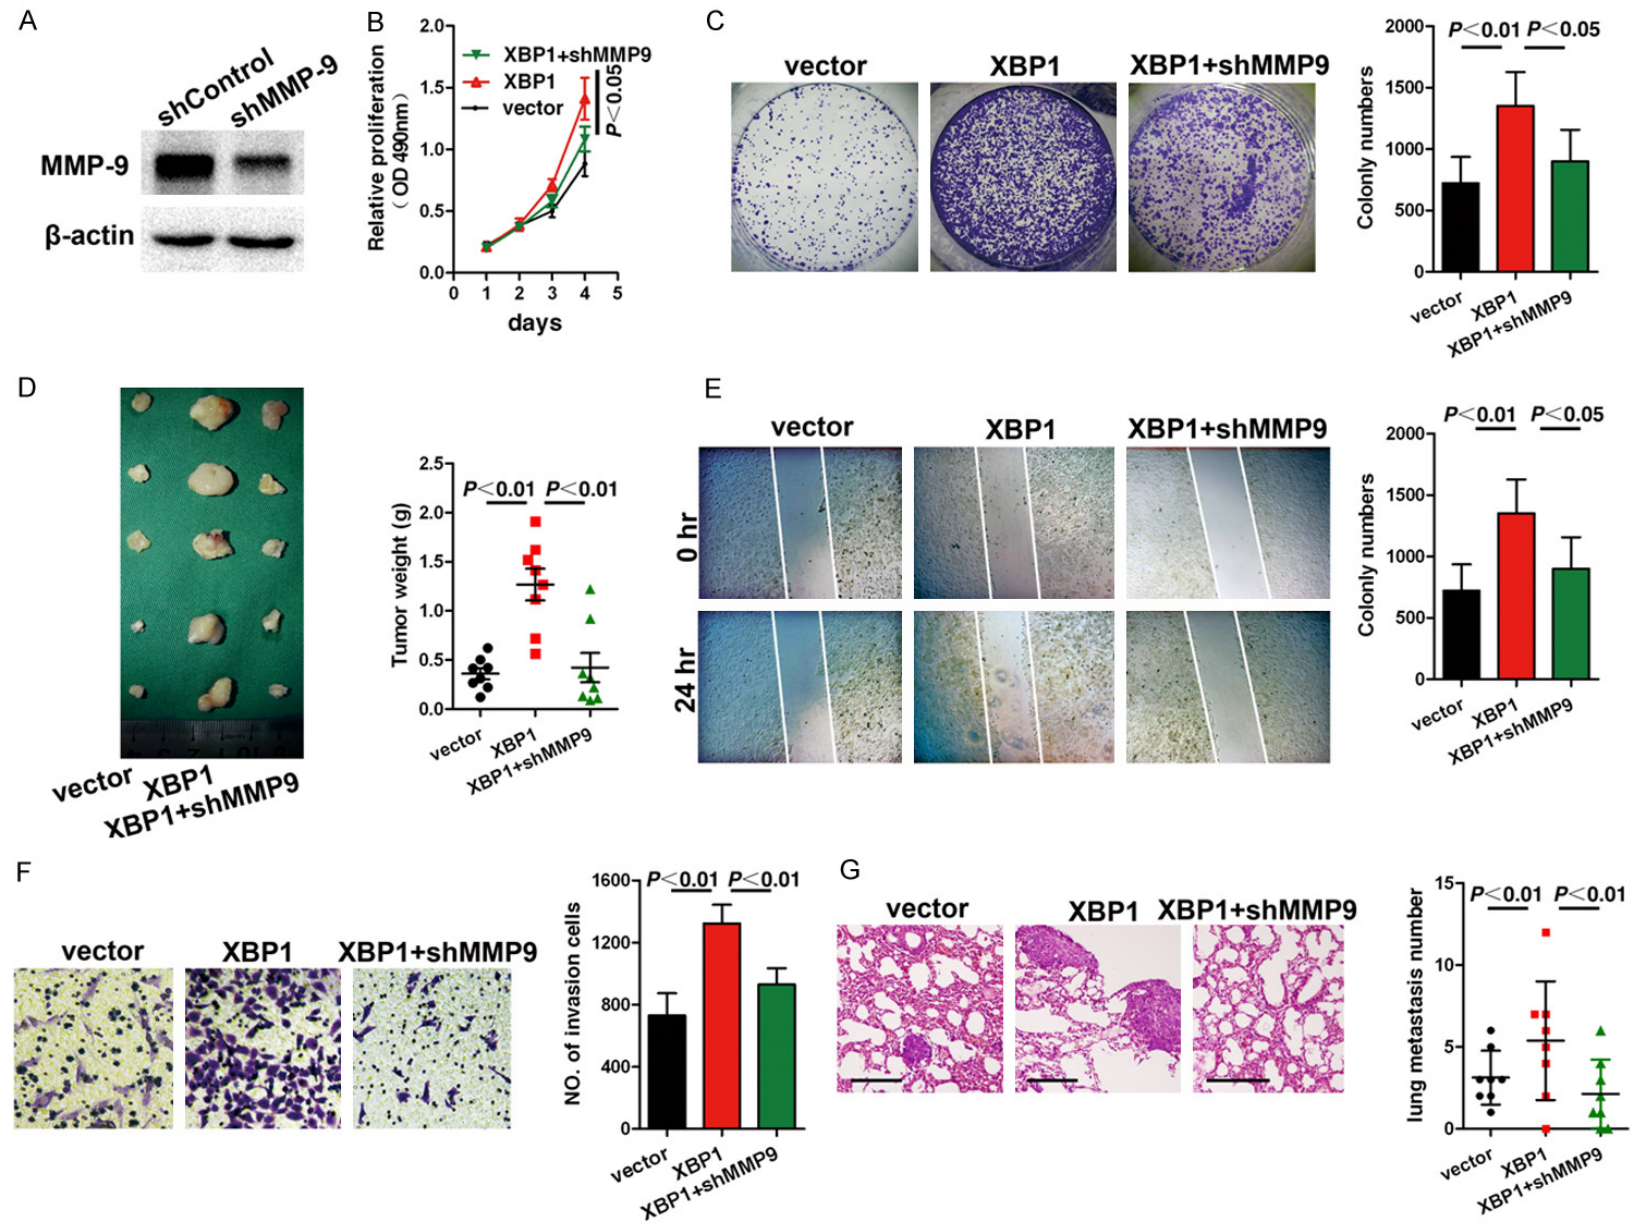 A
shControl
shMMP-9
MMP-9
β-actin
B
2.0
1.5
1.0
0.5
0.0
Relative proliferation
（OD 490nm）
XBP1+shMMP9
XBP1
vector
P＜0.05
0 1 2 3 4 5
days
C
vector
XBP1
XBP1+shMMP9
Colonly numbers
2000
1500
1000
500
0
P＜0.01
P＜0.05
vector
XBP1
XBP1+shMMP9
D
vector
XBP1
XBP1+shMMP9
Tumor weight (g)
2.5
2.0
1.5
1.0
0.5
0.0
P＜0.01
P＜0.01
vector
XBP1
XBP1+shMMP9
E
vector
XBP1
XBP1+shMMP9
0 hr
24 hr
Colonly numbers
2000
1500
1000
500
0
P＜0.01
P＜0.05
vector
XBP1
XBP1+shMMP9
F
vector
XBP1
XBP1+shMMP9
NO. of invasion cells
1600
1200
800
400
0
P＜0.01
P＜0.01
vector
XBP1
XBP1+shMMP9
G
vector
XBP1
XBP1+shMMP9
lung metastasis number
15
10
5
0
P＜0.01
P＜0.01
vector
XBP1
XBP1+shMMP9